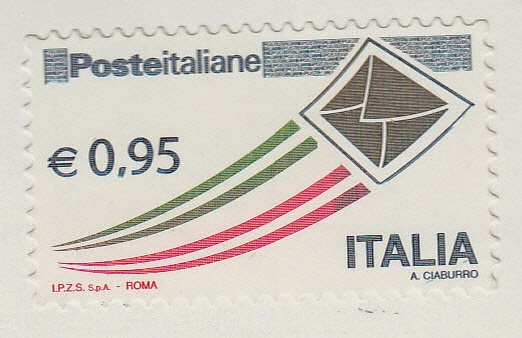 Posteitaliane
€ 0,95
ITALIA
A. CIABURRO
I.P.Z.S. S.p.A. - ROMA